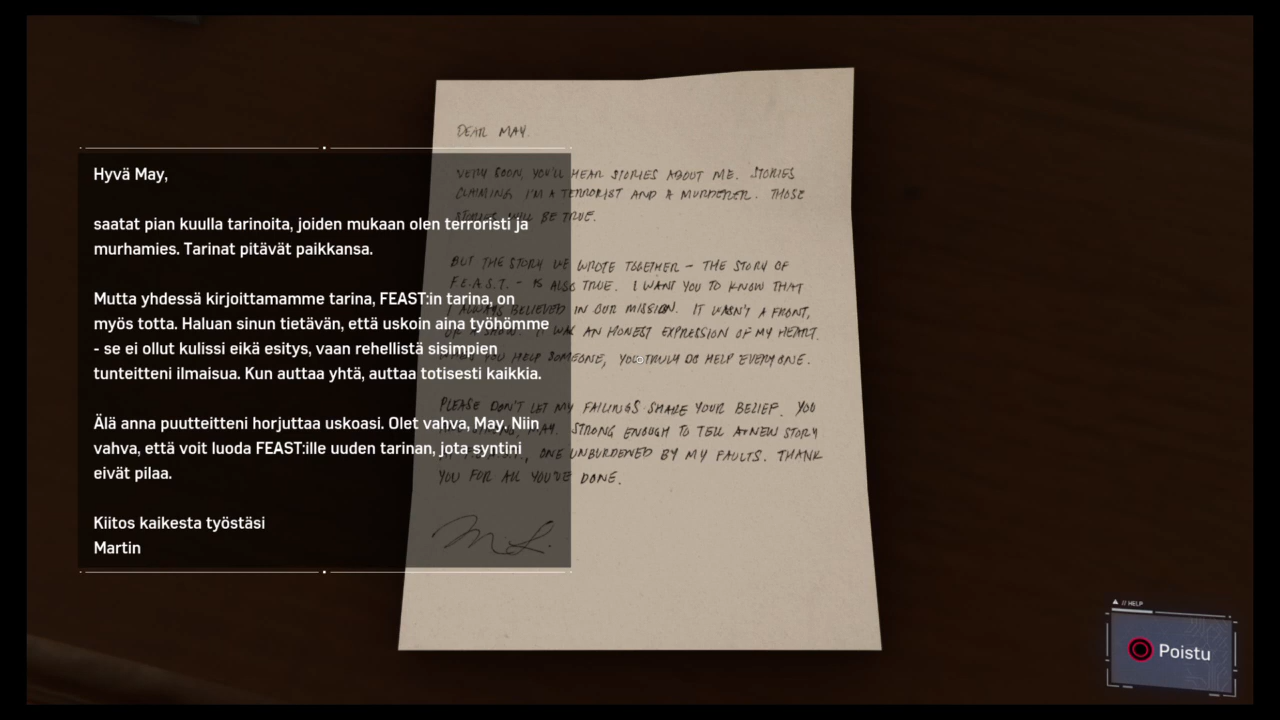 Hyvä May,
saatat pian kuulla tarinoita, joiden mukaan olen terroristi ja
murhamies. Tarinat pitävät paikkansa.
Mutta yhdessä kirjoittamamme tarina, FEAST:in tarina, on
myös totta. Haluan sinun tietävän, että uskoin aina työhömme
- se ei ollut kulissi eikä esitys, vaan rehellistä sisimpien
tunteitteni ilmaisua. Kun auttaa yhtä, auttaa totisesti kaikkia.
Älä anna puutteitteni horjuttaa uskoasi. Olet vahva, May. Niin
vahva, että voit luoda FEAST:ille uuden tarinan, jota syntini
eivät pilaa.
Kiitos kaikesta työstäsi
Martin
DEAR MAY.
VERY SOON, YOU'LL HEAR STORIES ABOUT ME. STORIES
CLAIMING I'M A TERRORIST AND A MURDERER. THOSE
STORIES WILL BE TRUE.
BUT THE STORY WE WROTE TOGETHER - THE STORY OF
F.E.A.S.T. - IS ALSO TRUE. I WANT YOU TO KNOW THAT
I ALWAYS BELIEVED IN OUR MISSION. IT WASN'T A FRONT,
OR A SHOW. IT WAS AN HONEST EXPRESSION OF MY HEART.
WHEN YOU HELP SOMEONE, YOU TRULY DO HELP EVERYONE.
PLEASE DON'T LET MY FAILINGS SHAKE YOUR BELIEF. YOU
STRONG, MAY. STRONG ENOUGH TO TELL A NEW STORY
ONE UNBURDENED BY MY FAULTS. THANK
YOU FOR ALL YOU'VE DONE.
// HELP
Poistu